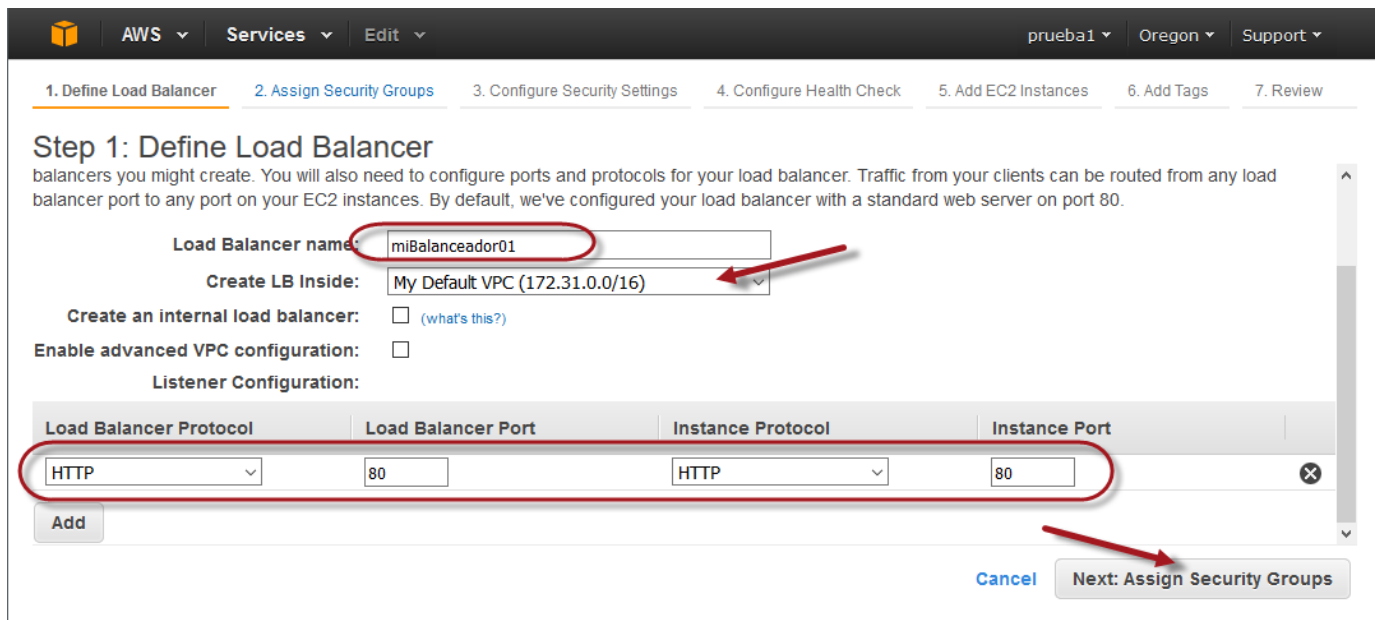 AWS Services Edit prueba1 Oregon Support
1. Define Load Balancer 2. Assign Security Groups 3. Configure Security Settings 4. Configure Health Check 5. Add EC2 Instances 6. Add Tags 7. Review
Step 1: Define Load Balancer
balancers you might create. You will also need to configure ports and protocols for your load balancer. Traffic from your clients can be routed from any load
balancer port to any port on your EC2 instances. By default, we've configured your load balancer with a standard web server on port 80.
Load Balancer name: miBalanceador01
Create LB Inside: My Default VPC (172.31.0.0/16)
Create an internal load balancer: (what's this?)
Enable advanced VPC configuration:
Listener Configuration:
Load Balancer Protocol Load Balancer Port Instance Protocol Instance Port
HTTP 80 HTTP 80
Add
Cancel Next: Assign Security Groups